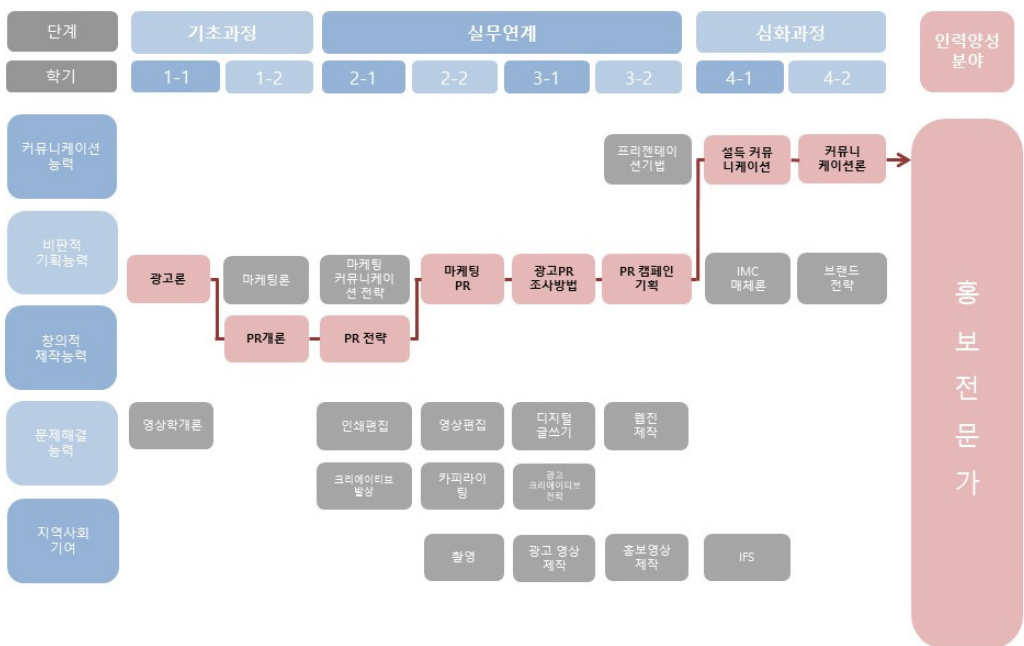 단계
기초과정
실무연계
심화과정
인력양성
분야
학기
1-1
1-2
2-1
2-2
3-1
3-2
4-1
4-2
커뮤니케이션
능력
프리젠테이
션기법
설득 커뮤
니케이션
커뮤니
케이션론
비판적
기획능력
광고론
마케팅론
마케팅
커뮤니케이
션 전략
마케팅
PR
광고PR
조사방법
PR 캠페인
기획
IMC
매체론
브랜드
전략
창의적
제작능력
PR개론
PR 전략
문제해결
능력
영상학개론
인쇄편집
영상편집
디지털
글쓰기
웹진
제작
크리에이티브
발상
카피라이
팅
광고
크리에이티브
전략
지역사회
기여
촬영
광고 영상
제작
홍보영상
제작
IFS
홍
보
전
문
가